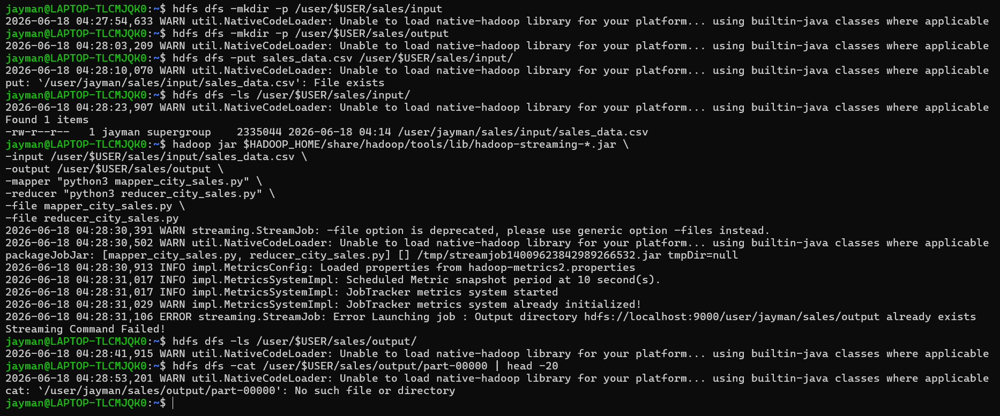 jayman@LAPTOP-TLCMJQK0:~$ hdfs dfs -mkdir -p /user/$USER/sales/input
2026-06-18 04:27:54,633 WARN util.NativeCodeLoader: Unable to load native-hadoop library for your platform... using builtin-java classes where applicable
jayman@LAPTOP-TLCMJQK0:~$ hdfs dfs -mkdir -p /user/$USER/sales/output
2026-06-18 04:28:03,209 WARN util.NativeCodeLoader: Unable to load native-hadoop library for your platform... using builtin-java classes where applicable
jayman@LAPTOP-TLCMJQK0:~$ hdfs dfs -put sales_data.csv /user/$USER/sales/input/
2026-06-18 04:28:10,070 WARN util.NativeCodeLoader: Unable to load native-hadoop library for your platform... using builtin-java classes where applicable
put: `/user/jayman/sales/input/sales_data.csv': File exists
jayman@LAPTOP-TLCMJQK0:~$ hdfs dfs -ls /user/$USER/sales/input/
2026-06-18 04:28:23,907 WARN util.NativeCodeLoader: Unable to load native-hadoop library for your platform... using builtin-java classes where applicable
Found 1 items
-rw-r--r--   1 jayman supergroup    2335044 2026-06-18 04:14 /user/jayman/sales/input/sales_data.csv
jayman@LAPTOP-TLCMJQK0:~$ hadoop jar $HADOOP_HOME/share/hadoop/tools/lib/hadoop-streaming-*.jar \
-input /user/$USER/sales/input/sales_data.csv \
-output /user/$USER/sales/output \
-mapper "python3 mapper_city_sales.py" \
-reducer "python3 reducer_city_sales.py" \
-file mapper_city_sales.py \
-file reducer_city_sales.py
2026-06-18 04:28:30,391 WARN streaming.StreamJob: -file option is deprecated, please use generic option -files instead.
2026-06-18 04:28:30,502 WARN util.NativeCodeLoader: Unable to load native-hadoop library for your platform... using builtin-java classes where applicable
packageJobJar: [mapper_city_sales.py, reducer_city_sales.py] [] /tmp/streamjob14009623842989266532.jar tmpDir=null
2026-06-18 04:28:30,913 INFO impl.MetricsConfig: Loaded properties from hadoop-metrics2.properties
2026-06-18 04:28:31,017 INFO impl.MetricsSystemImpl: Scheduled Metric snapshot period at 10 second(s).
2026-06-18 04:28:31,017 INFO impl.MetricsSystemImpl: JobTracker metrics system started
2026-06-18 04:28:31,029 WARN impl.MetricsSystemImpl: JobTracker metrics system already initialized!
2026-06-18 04:28:31,106 ERROR streaming.StreamJob: Error Launching job : Output directory hdfs://localhost:9000/user/jayman/sales/output already exists
Streaming Command Failed!
jayman@LAPTOP-TLCMJQK0:~$ hdfs dfs -ls /user/$USER/sales/output/
2026-06-18 04:28:41,915 WARN util.NativeCodeLoader: Unable to load native-hadoop library for your platform... using builtin-java classes where applicable
jayman@LAPTOP-TLCMJQK0:~$ hdfs dfs -cat /user/$USER/sales/output/part-00000 | head -20
2026-06-18 04:28:53,201 WARN util.NativeCodeLoader: Unable to load native-hadoop library for your platform... using builtin-java classes where applicable
cat: `/user/jayman/sales/output/part-00000': No such file or directory
jayman@LAPTOP-TLCMJQK0:~$